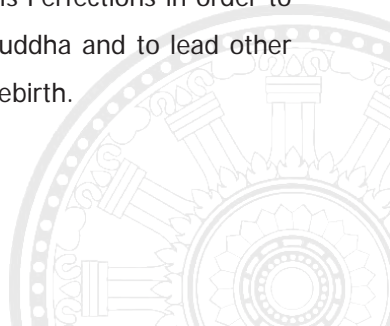 is Perfections in order to
uddha and to lead other
ebirth.